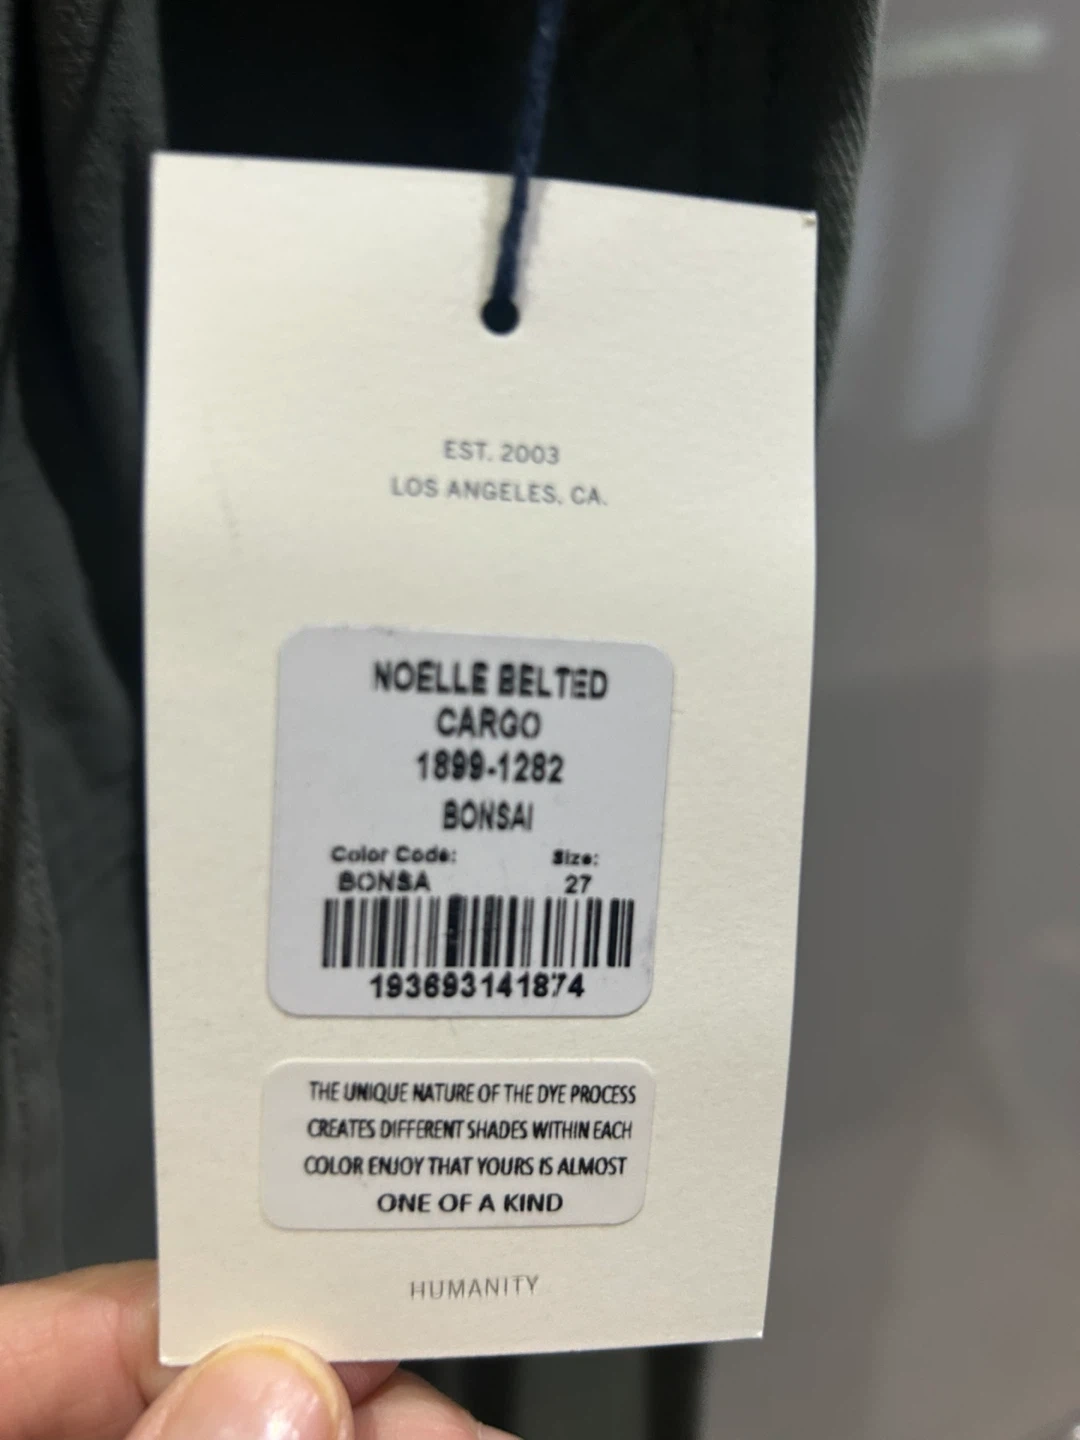 EST. 2003
LOS ANGELES, CA.
NOELLE BELTED
CARGO
1899-1282
BONSAI
Color Code: Size:
BONSA 27
193693141874
THE UNIQUE NATURE OF THE DYE PROCESS
CREATES DIFFERENT SHADES WITHIN EACH
COLOR ENJOY THAT YOURS IS ALMOST
ONE OF A KIND
HUMANITY